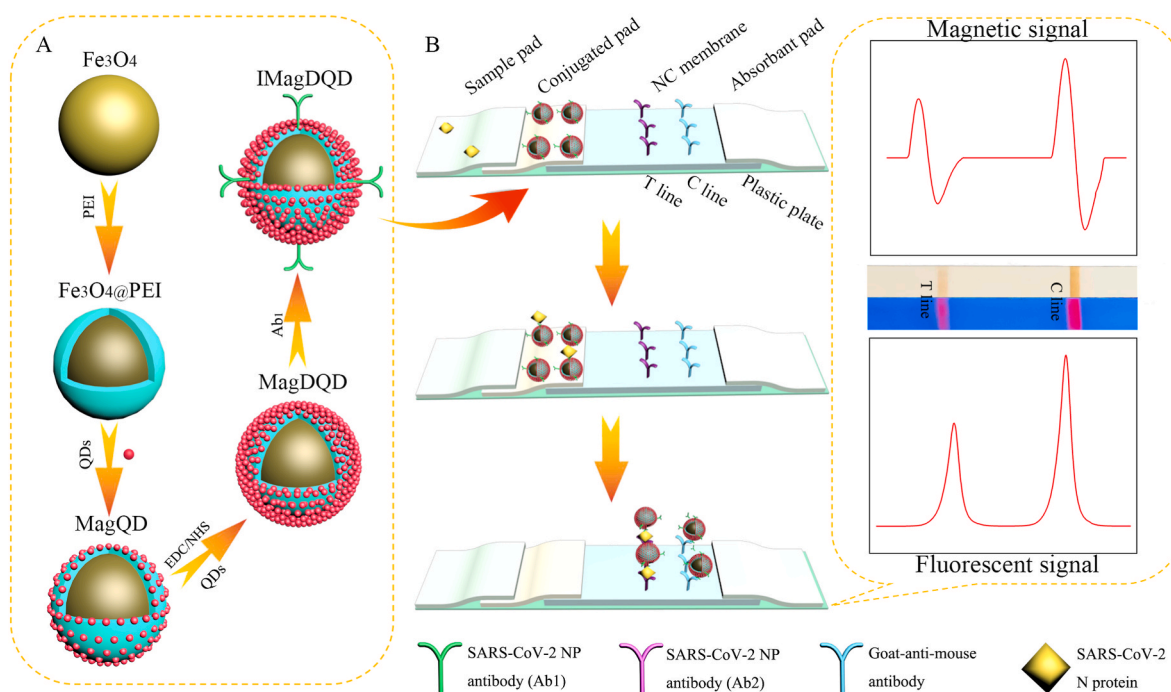 A
Fe3O4
PEI
Fe3O4@PEI
QDs
MagQD
EDC/NHS
QDs
MagDQD
Ab1
IMagDQD
B
Sample pad
Conjugated pad
NC membrane
Absorbant pad
T line
C line
Plastic plate
Magnetic signal
T line
C line
Fluorescent signal
SARS-CoV-2 NP
antibody (Ab1)
SARS-CoV-2 NP
antibody (Ab2)
Goat-anti-mouse
antibody
SARS-CoV-2
N protein